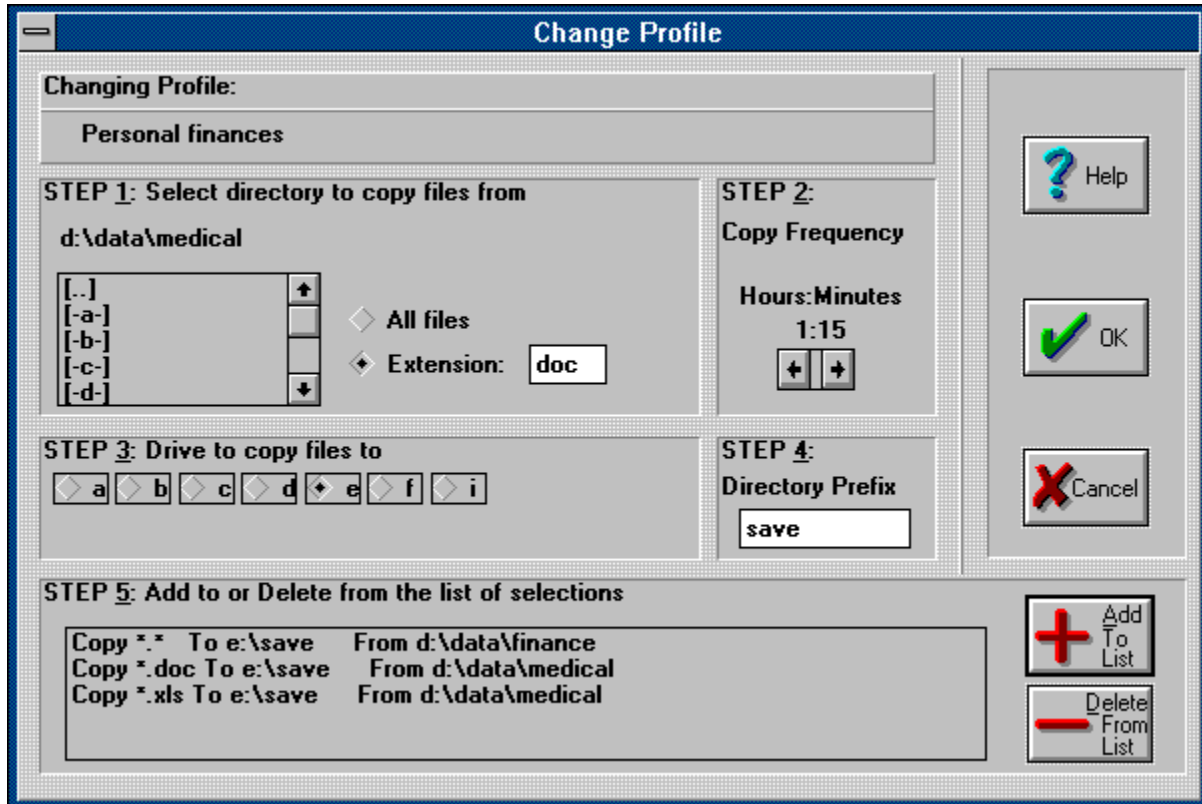 Change Profile
Changing Profile:
Personal finances
STEP 1: Select directory to copy files from
d:\data\medical
[..]
[-a-]
[-b-]
[-c-]
[-d-]
All files
Extension: doc
STEP 2:
Copy Frequency
Hours:Minutes
1:15
STEP 3: Drive to copy files to
a b c d e f i
STEP 4:
Directory Prefix
save
STEP 5: Add to or Delete from the list of selections
Copy *.* To e:\save From d:\data\finance
Copy *.doc To e:\save From d:\data\medical
Copy *.xls To e:\save From d:\data\medical
Help
OK
Cancel
Add
To
List
Delete
From
List